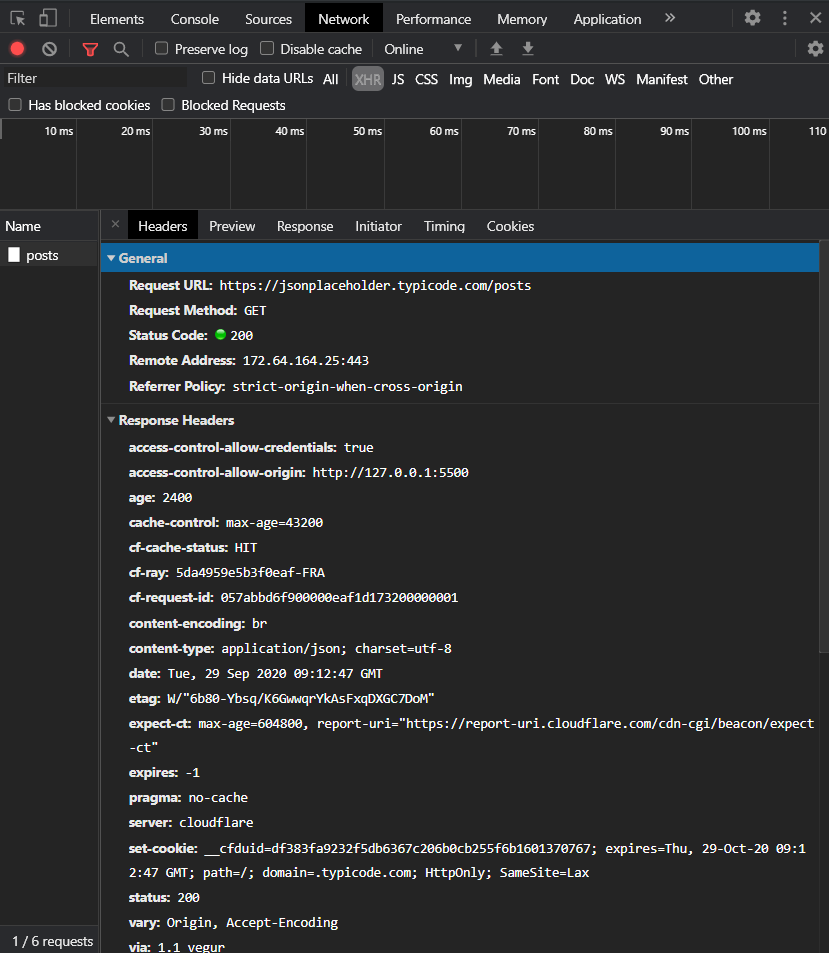 Elements Console Sources Network Performance Memory Application »
Preserve log Disable cache Online
Filter Hide data URLs All XHR JS CSS Img Media Font Doc WS Manifest Other
Has blocked cookies Blocked Requests
10 ms 20 ms 30 ms 40 ms 50 ms 60 ms 70 ms 80 ms 90 ms 100 ms 110
Name × Headers Preview Response Initiator Timing Cookies
posts
General
Request URL: https://jsonplaceholder.typicode.com/posts
Request Method: GET
Status Code: 200
Remote Address: 172.64.164.25:443
Referrer Policy: strict-origin-when-cross-origin
Response Headers
access-control-allow-credentials: true
access-control-allow-origin: http://127.0.0.1:5500
age: 2400
cache-control: max-age=43200
cf-cache-status: HIT
cf-ray: 5da4959e5b3f0eaf-FRA
cf-request-id: 057abbd6f900000eaf1d173200000001
content-encoding: br
content-type: application/json; charset=utf-8
date: Tue, 29 Sep 2020 09:12:47 GMT
etag: W/"6b80-Ybsq/K6GwwqrYkAsFxqDXGC7DoM"
expect-ct: max-age=604800, report-uri="https://report-uri.cloudflare.com/cdn-cgi/beacon/expect
-ct"
expires: -1
pragma: no-cache
server: cloudflare
set-cookie: __cfduid=df383fa9232f5db6367c206b0cb255f6b1601370767; expires=Thu, 29-Oct-20 09:1
2:47 GMT; path=/; domain=.typicode.com; HttpOnly; SameSite=Lax
status: 200
vary: Origin, Accept-Encoding
via: 1.1 vegur
1 / 6 requests